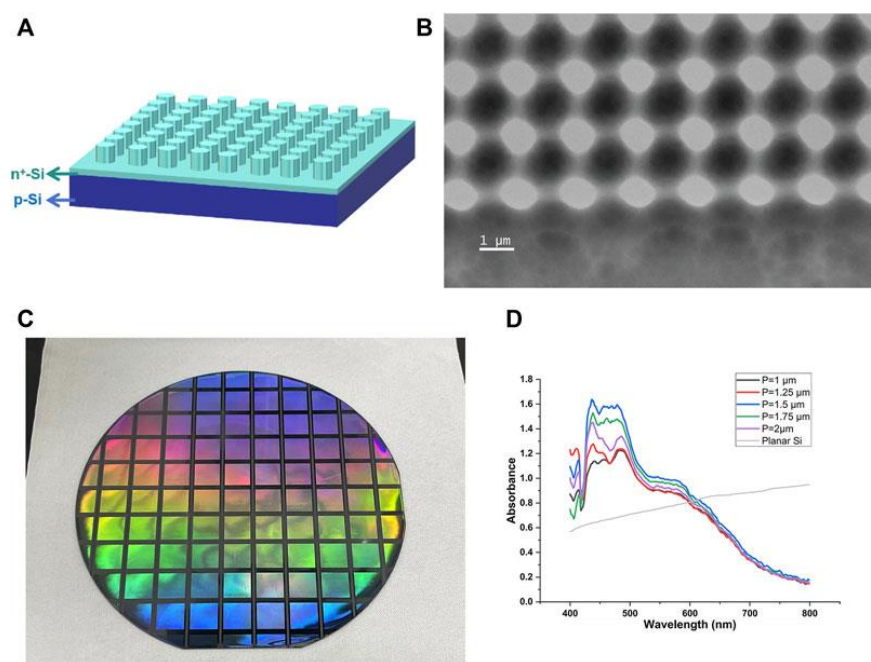 A
n⁺-Si
p-Si
B
1 μm
C
D
Absorbance
1.8
1.6
1.4
1.2
1.0
0.8
0.6
0.4
0.2
0.0
400
500
600
700
800
Wavelength (nm)
P=1 μm
P=1.25 μm
P=1.5 μm
P=1.75 μm
P=2μm
Planar Si